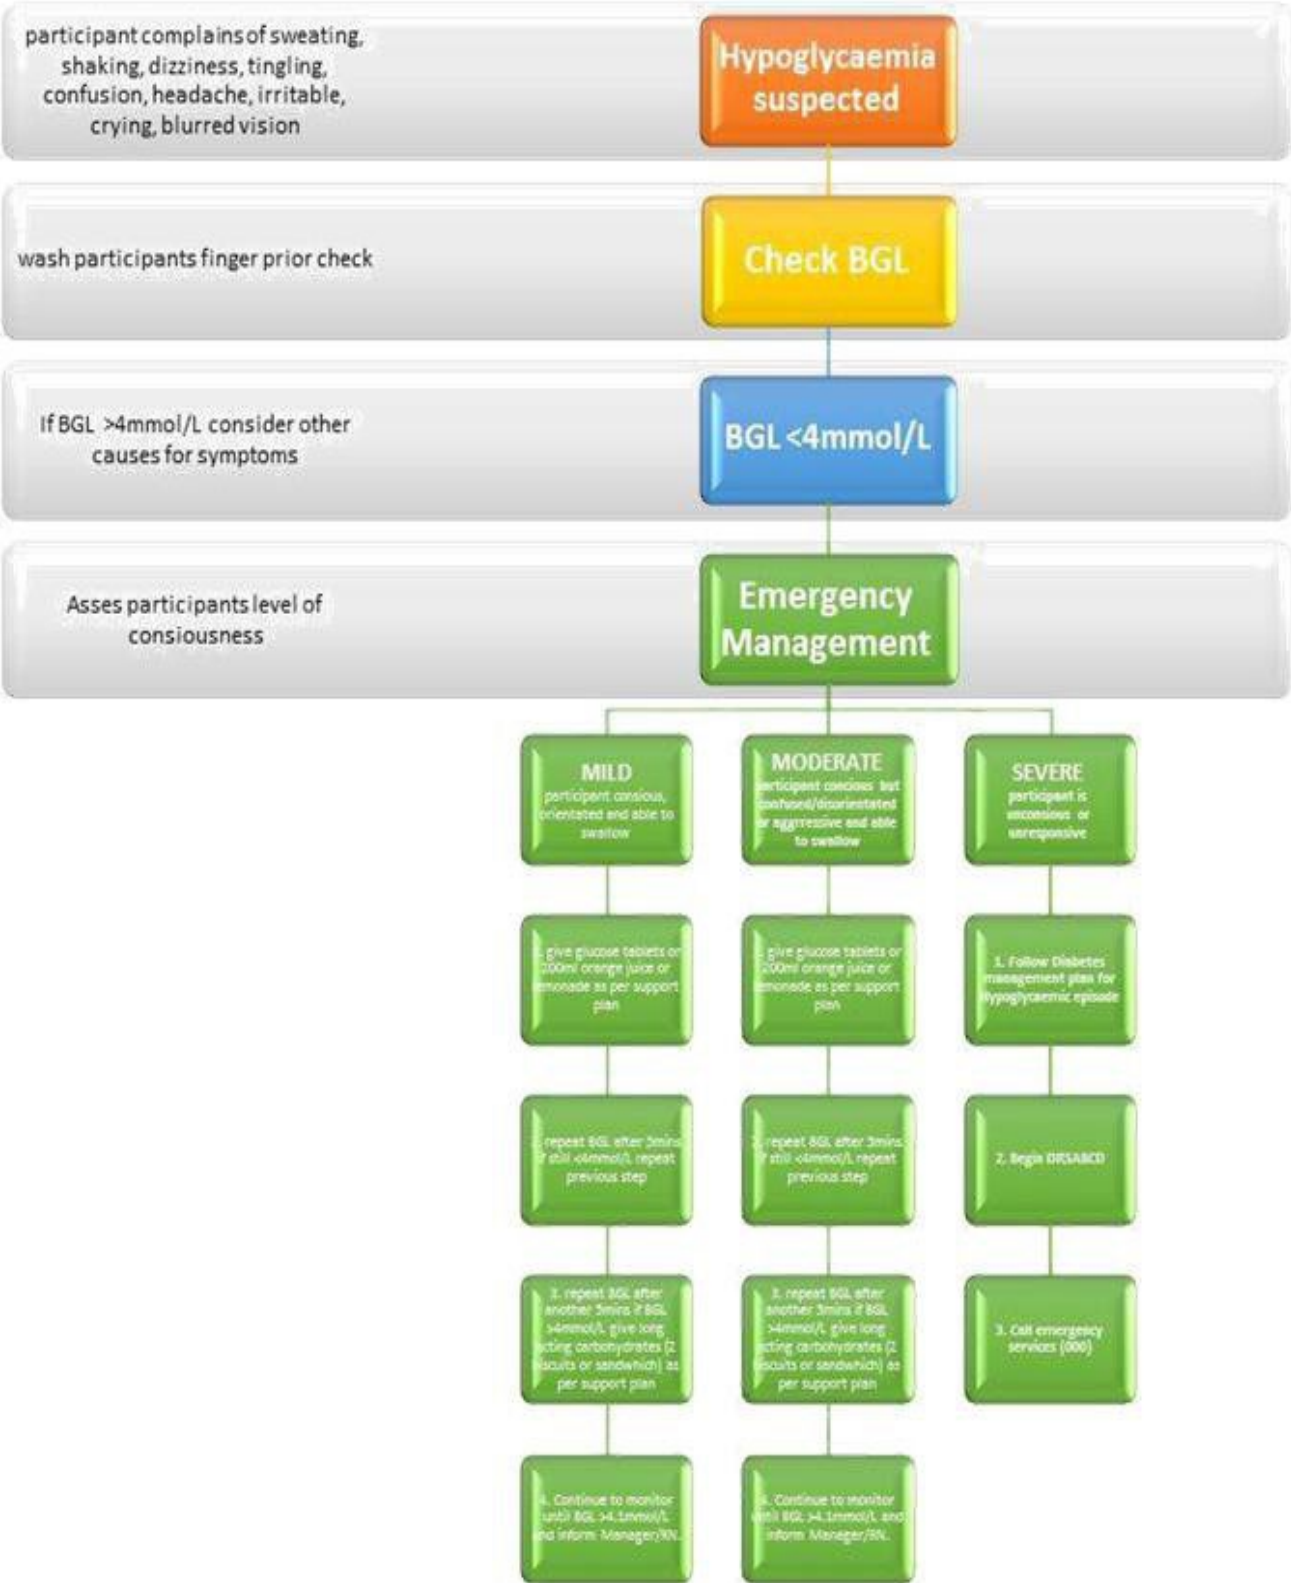 participant complains of sweating,
shaking, dizziness, tingling,
confusion, headache, irritable,
crying, blurred vision
Hypoglycaemia
suspected
wash participants finger prior check
Check BGL
If BGL >4mmol/L consider other
causes for symptoms
BGL <4mmol/L
Asses participants level of
consiousness
Emergency
Management
MILD
participant consious,
orientated and able to
swallow
MODERATE
participant concious but
confused/disorientated
or aggrressive and able
to swallow
SEVERE
participant is
unconsious or
unresponsive
give glucose tablets or
200ml orange juice or
lemonade as per support
plan
give glucose tablets or
200ml orange juice or
lemonade as per support
plan
1. Follow Diabetes
management plan for
Hypoglycaemic episode
repeat BGL after 5mins
if still <4mmol/L repeat
previous step
repeat BGL after 5mins
if still <4mmol/L repeat
previous step
2. Begin DRSABCD
3. repeat BGL after
another 5mins if BGL
>4mmol/L give long
acting carbohydrates (2
biscuits or sandwhich) as
per support plan
3. repeat BGL after
another 5mins if BGL
>4mmol/L give long
acting carbohydrates (2
biscuits or sandwhich) as
per support plan
3. Call emergency
services (000)
4. Continue to monitor
until BGL >4.1mmol/L
and inform Manager/RN.
4. Continue to monitor
until BGL >4.1mmol/L and
inform Manager/RN.